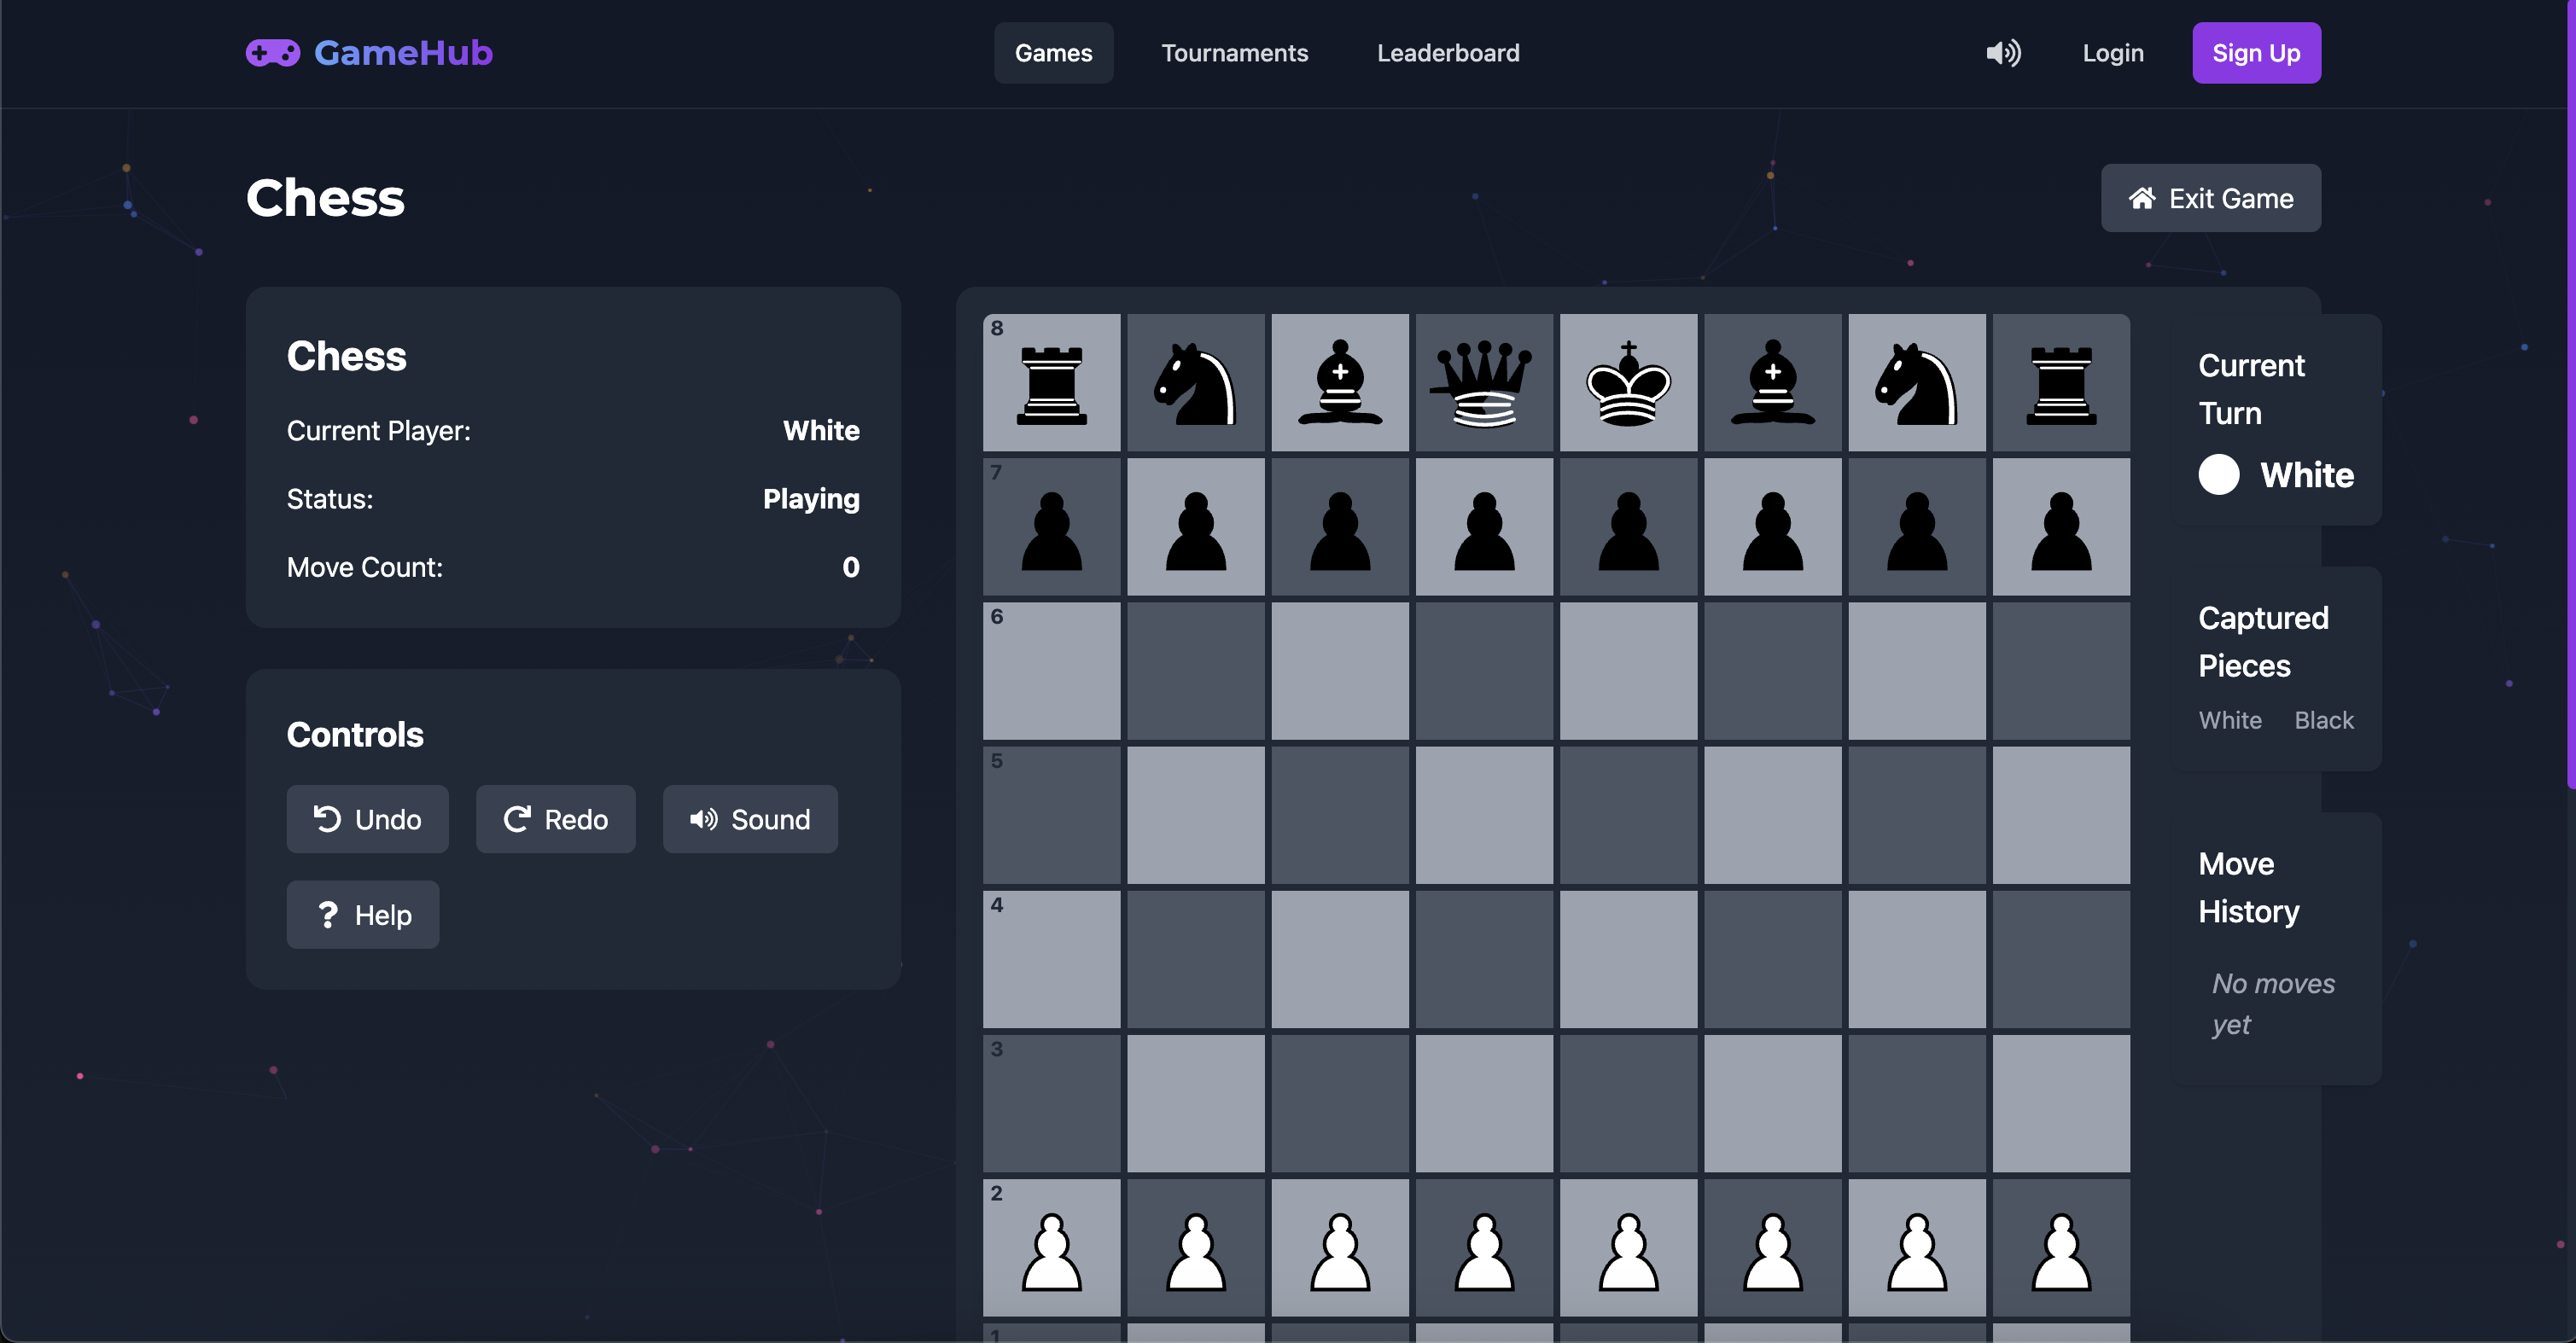 GameHub
Games
Tournaments
Leaderboard
Login
Sign Up
Chess
Exit Game
Chess
Current Player: White
Status: Playing
Move Count: 0
Controls
Undo
Redo
Sound
Help
8
7
6
5
4
3
2
1
Current
Turn
White
Captured
Pieces
White Black
Move
History
No moves
yet